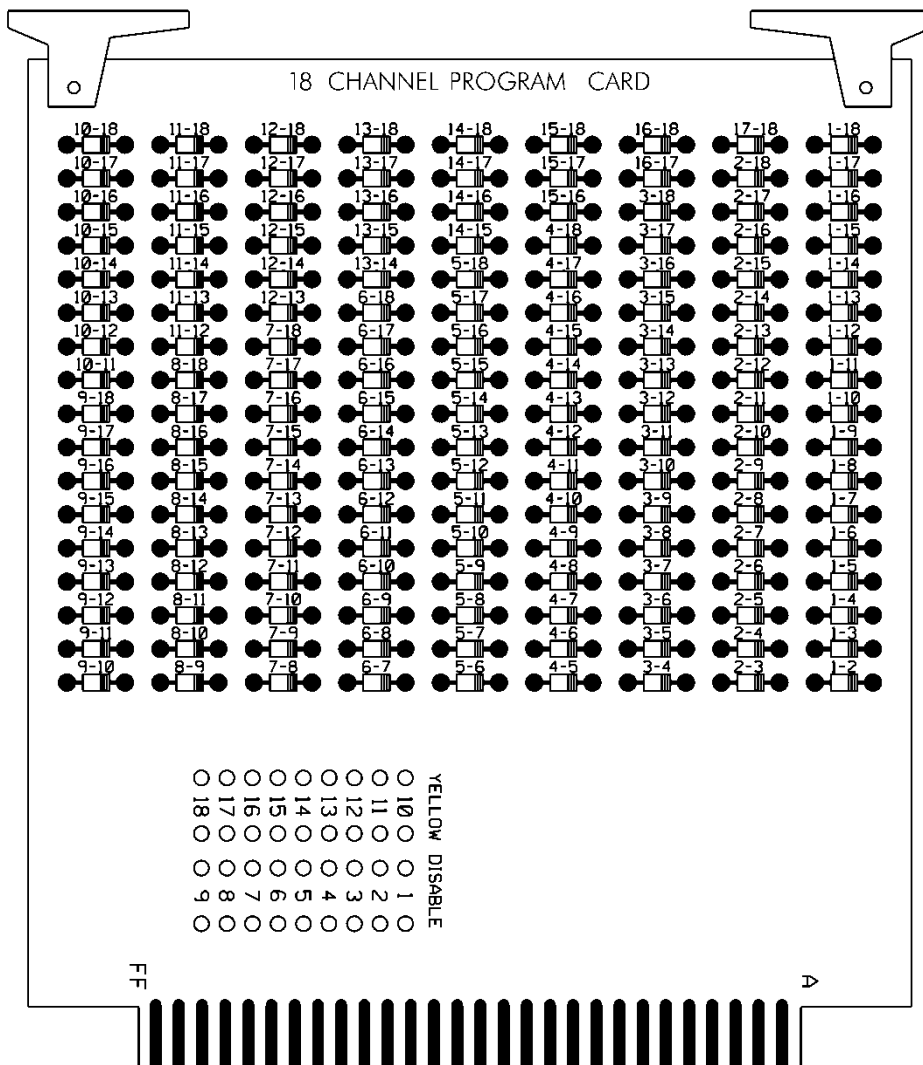 18 CHANNEL PROGRAM CARD
10-18 11-18 12-18 13-18 14-18 15-18 16-18 17-18 1-18
10-17 11-17 12-17 13-17 14-17 15-17 16-17 2-18 1-17
10-16 11-16 12-16 13-16 14-16 15-16 3-18 2-17 1-16
10-15 11-15 12-15 13-15 14-15 4-18 3-17 2-16 1-15
10-14 11-14 12-14 13-14 5-18 4-17 3-16 2-15 1-14
10-13 11-13 12-13 6-18 5-17 4-16 3-15 2-14 1-13
10-12 11-12 7-18 6-17 5-16 4-15 3-14 2-13 1-12
10-11 8-18 7-17 6-16 5-15 4-14 3-13 2-12 1-11
9-18 8-17 7-16 6-15 5-14 4-13 3-12 2-11 1-10
9-17 8-16 7-15 6-14 5-13 4-12 3-11 2-10 1-9
9-16 8-15 7-14 6-13 5-12 4-11 3-10 2-9 1-8
9-15 8-14 7-13 6-12 5-11 4-10 3-9 2-8 1-7
9-14 8-13 7-12 6-11 5-10 4-9 3-8 2-7 1-6
9-13 8-12 7-11 6-10 5-9 4-8 3-7 2-6 1-5
9-12 8-11 7-10 6-9 5-8 4-7 3-6 2-5 1-4
9-11 8-10 7-9 6-8 5-7 4-6 3-5 2-4 1-3
9-10 8-9 7-8 6-7 5-6 4-5 3-4 2-3 1-2
YELLOW DISABLE
10 1
11 2
12 3
13 4
14 5
15 6
16 7
17 8
18 9
FF
A